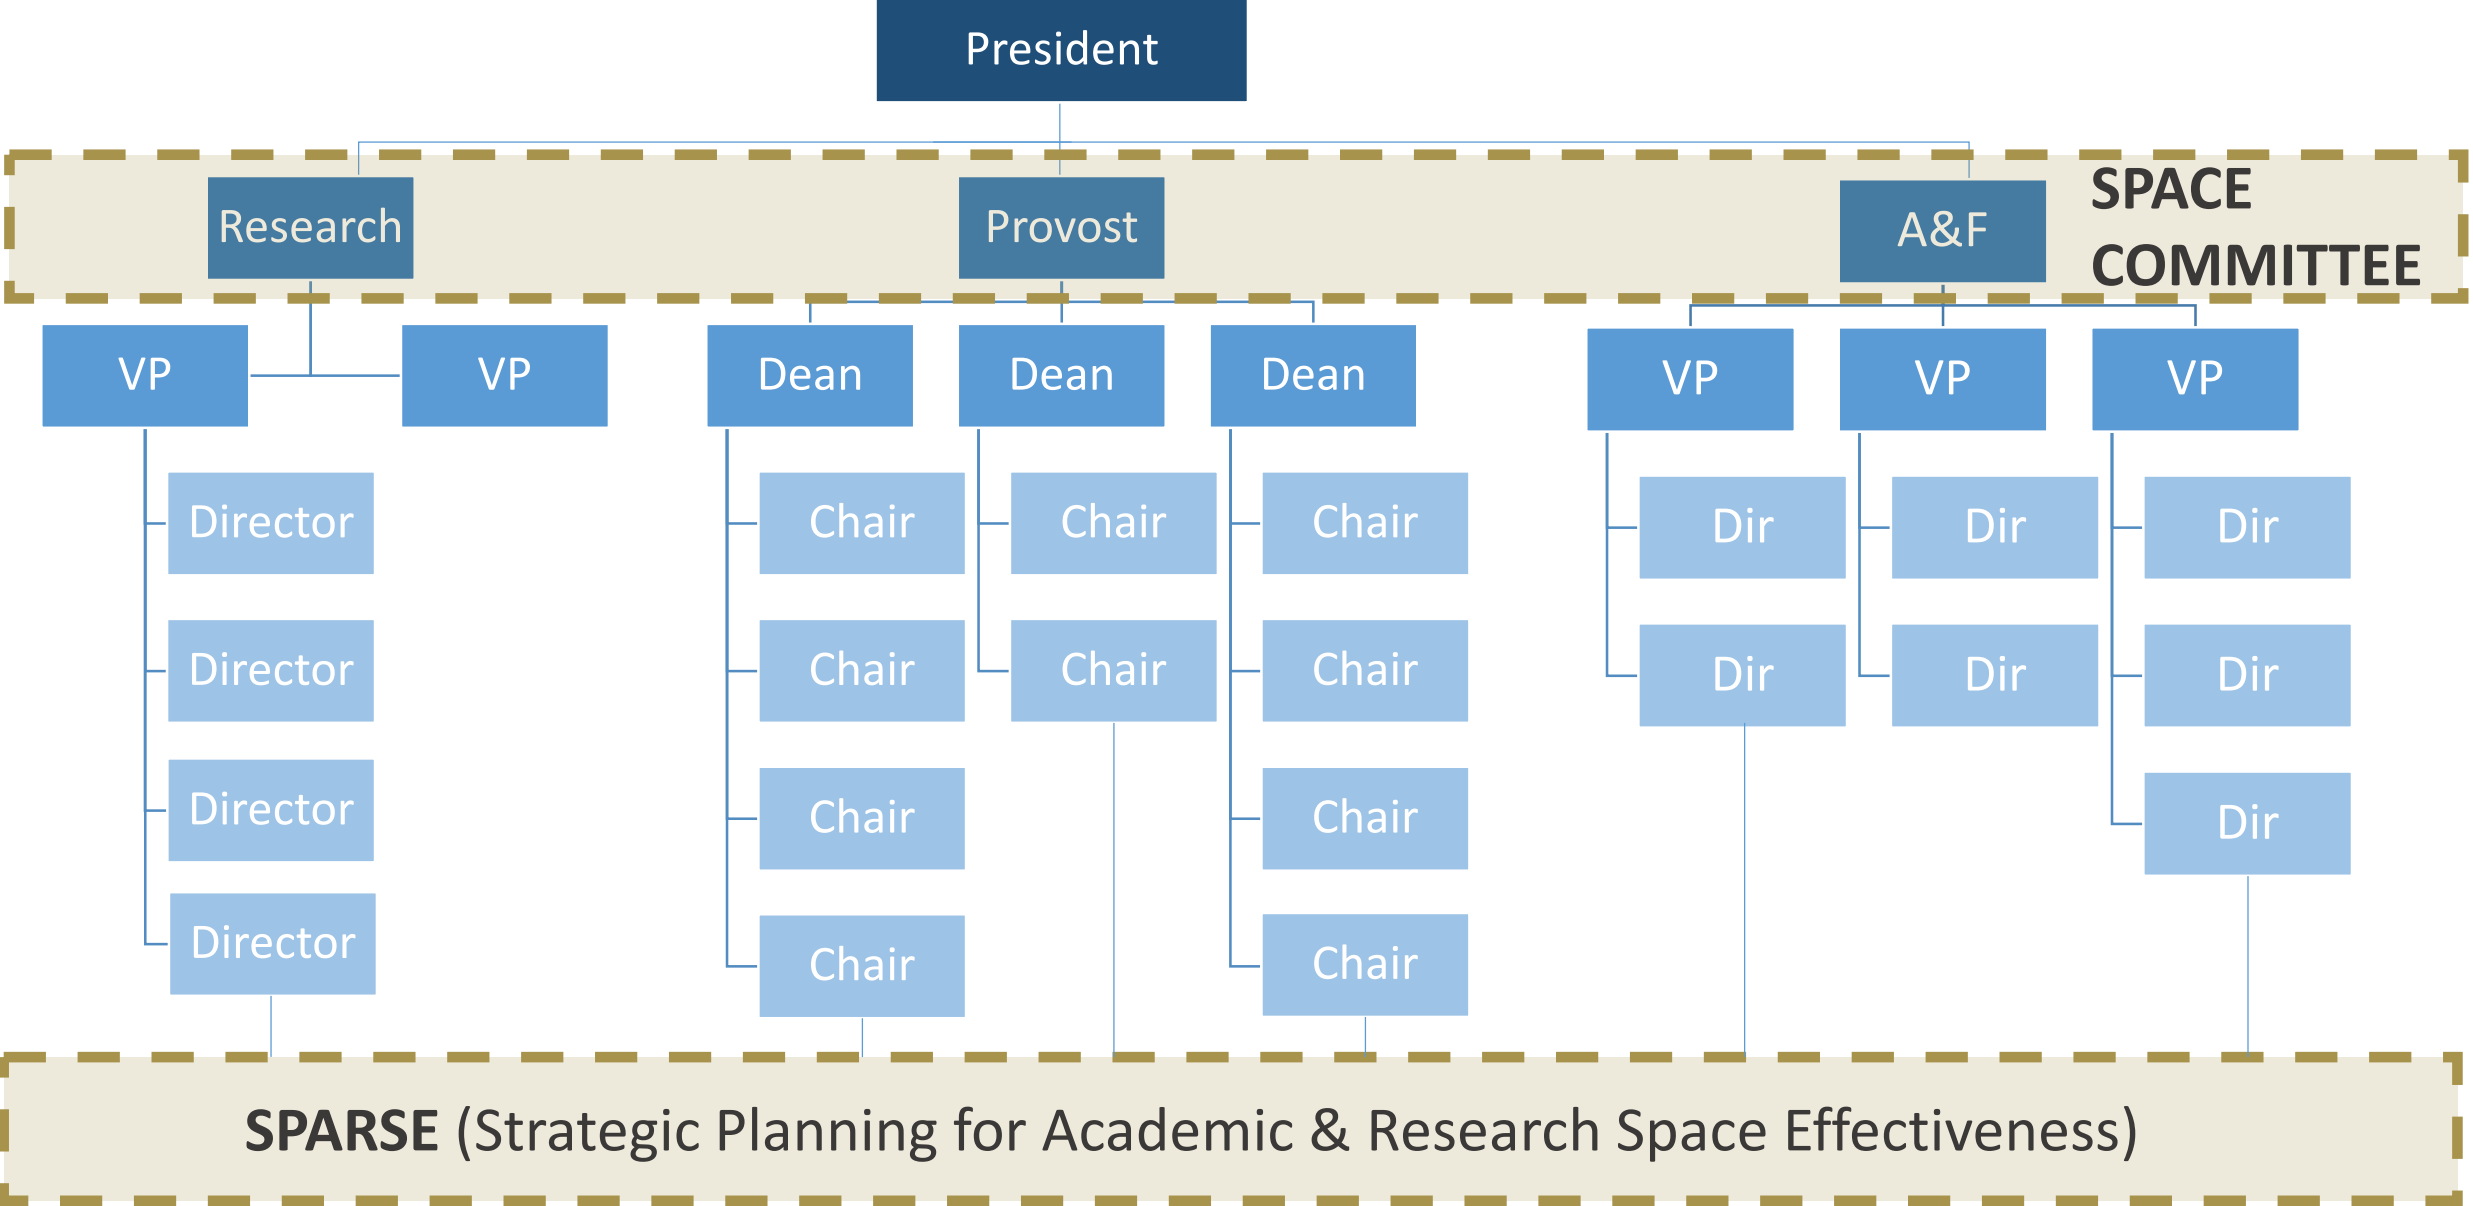 President
Research
Provost
A&F
SPACE
COMMITTEE
VP
VP
Dean
Dean
Dean
VP
VP
VP
Director
Chair
Chair
Chair
Dir
Dir
Dir
Director
Chair
Chair
Chair
Dir
Dir
Dir
Director
Chair
Chair
Dir
Director
Chair
Chair
SPARSE (Strategic Planning for Academic & Research Space Effectiveness)